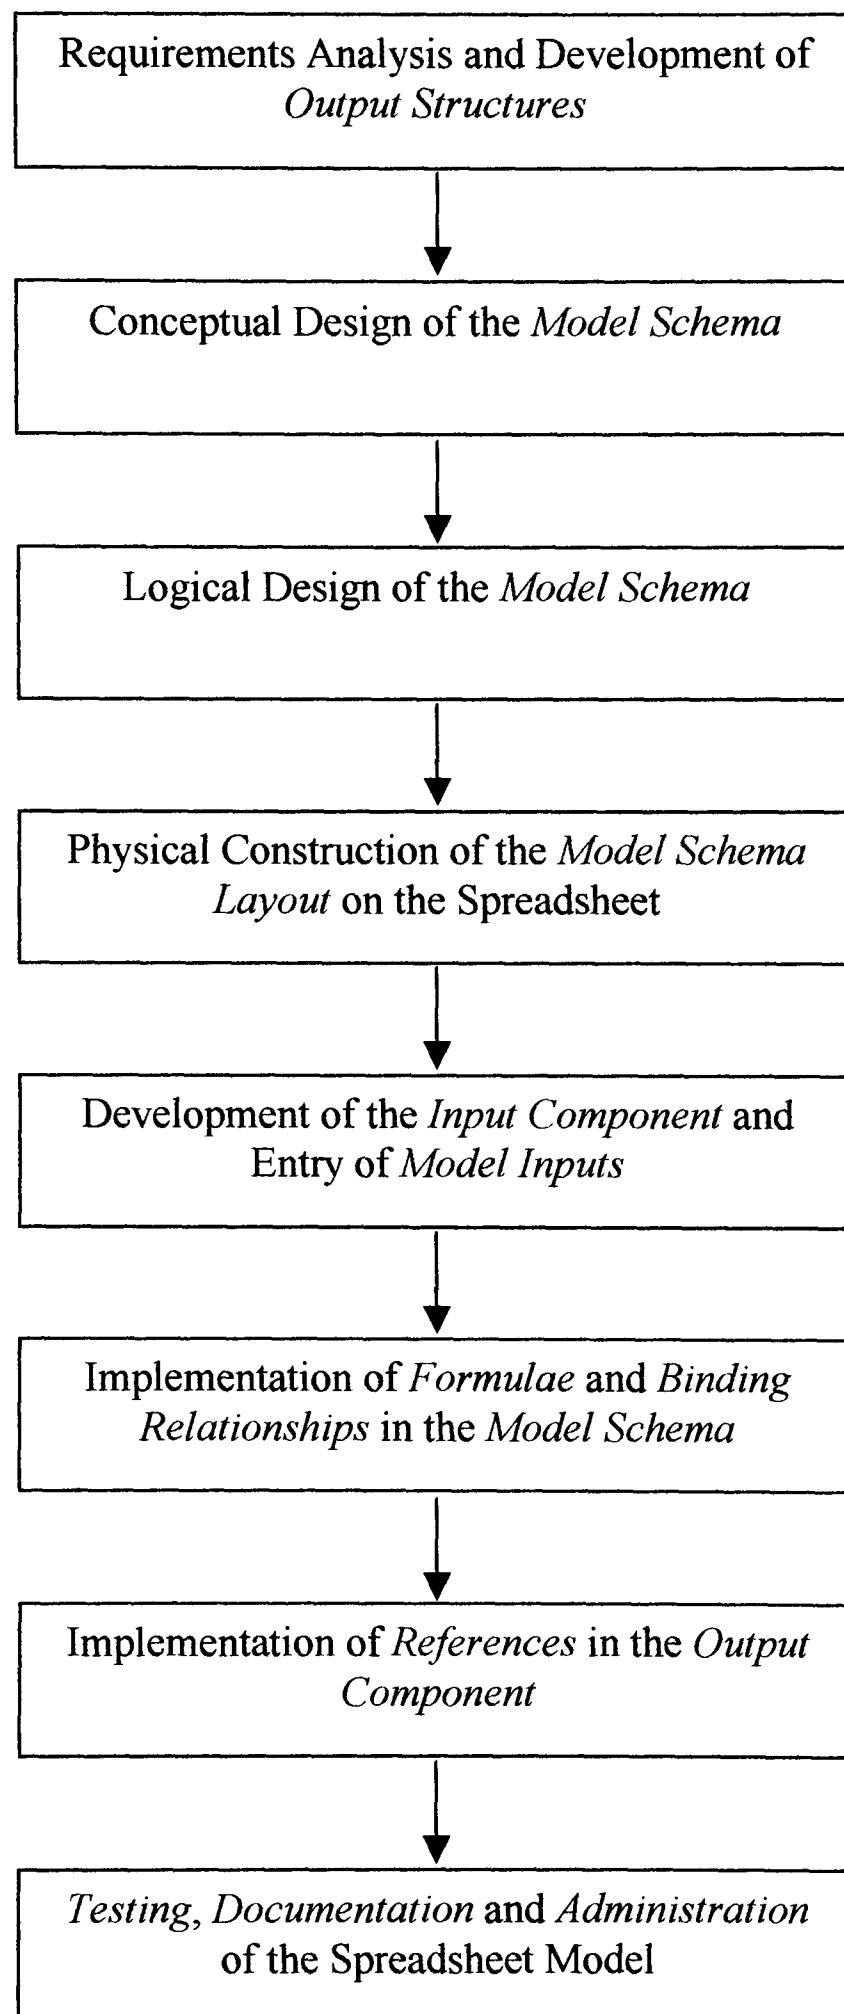 Requirements Analysis and Development of
Output Structures
Conceptual Design of the Model Schema
Logical Design of the Model Schema
Physical Construction of the Model Schema
Layout on the Spreadsheet
Development of the Input Component and
Entry of Model Inputs
Implementation of Formulae and Binding
Relationships in the Model Schema
Implementation of References in the Output
Component
Testing, Documentation and Administration
of the Spreadsheet Model